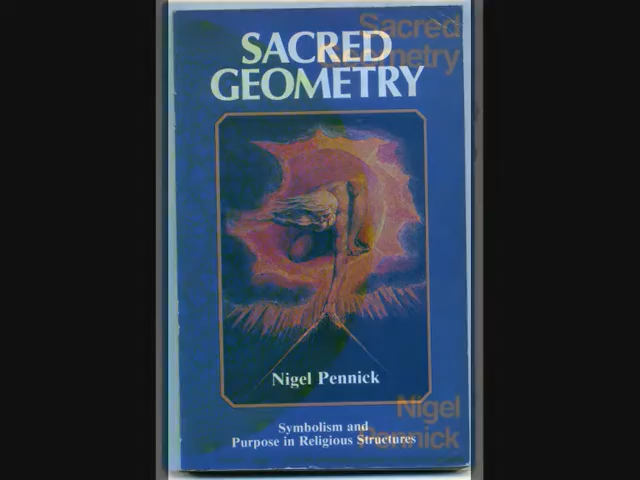 Sacred
Geometry
SACRED
GEOMETRY
Nigel Pennick
Nigel
Pennick
Symbolism and
Purpose in Religious Structures